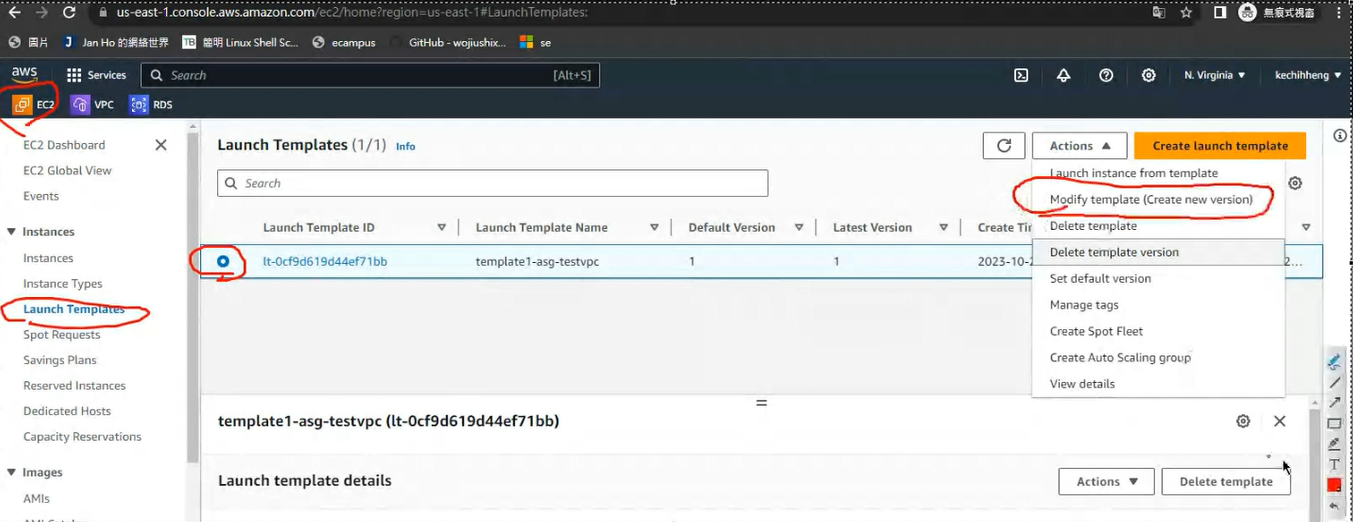 us-east-1.console.aws.amazon.com/ec2/home?region=us-east-1#LaunchTemplates:
無痕式視窗
圖片 Jan Ho 的網絡世界 TB 簡明 Linux Shell Sc... ecampus GitHub - wojiushix... se
aws Services Search [Alt+S] N. Virginia kechihheng
EC2 VPC RDS
EC2 Dashboard
EC2 Global View
Events
Instances
Instances
Instance Types
Launch Templates
Spot Requests
Savings Plans
Reserved Instances
Dedicated Hosts
Capacity Reservations
Images
AMIs
Launch Templates (1/1) Info
Actions
Create launch template
Search
Launch instance from template
Modify template (Create new version)
Delete template
Delete template version
Set default version
Manage tags
Create Spot Fleet
Create Auto Scaling group
View details
Launch Template ID Launch Template Name Default Version Latest Version Create Tim
lt-0cf9d619d44ef71bb template1-asg-testvpc 1 1 2023-10-2 2...
template1-asg-testvpc (lt-0cf9d619d44ef71bb)
Launch template details
Actions
Delete template